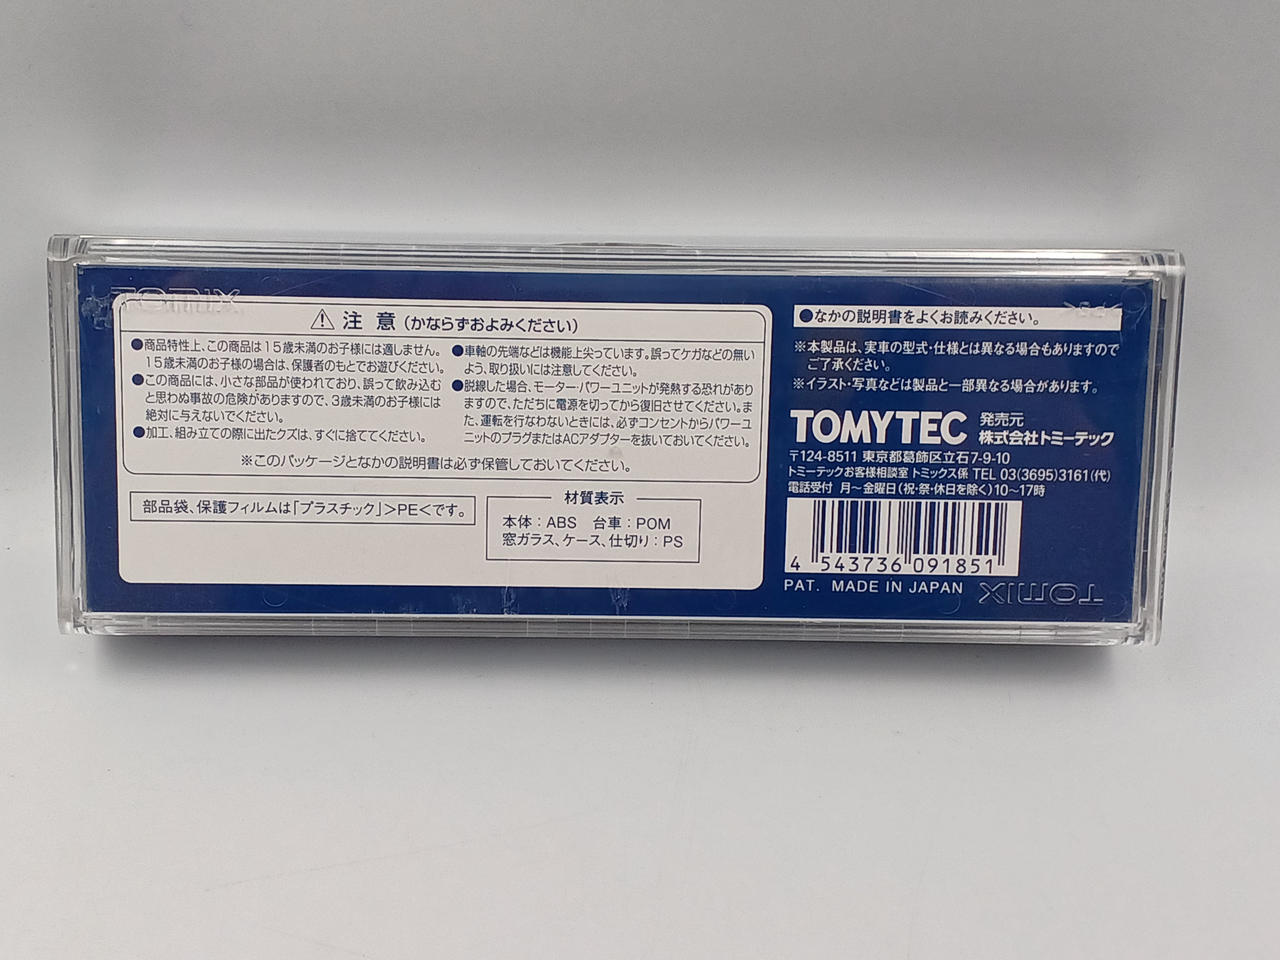 TOMIX
⚠ 注意(かならずおよみください)
●商品特性上、この商品は15歳未満のお子様には適しません。
15歳未満のお子様の場合は、保護者のもとでお遊びください。
●この商品には、小さな部品が使われており、誤って飲み込む
と思わぬ事故の危険がありますので、3歳未満のお子様には
絶対に与えないでください。
●加工、組み立ての際に出たクズは、すぐに捨ててください。
●車軸の先端などは機能上尖っています。誤ってケガなどの無い
よう、取り扱いには注意してください。
●脱線した場合、モーター・パワーユニットが発熱する恐れがあり
ますので、ただちに電源を切ってから復旧させてください。ま
た、運転を行なわないときには、必ずコンセントからパワーユ
ニットのプラグまたはACアダプターを抜いておいてください。
※このパッケージとなかの説明書は必ず保管しておいてください。
部品袋、保護フィルムは「プラスチック」>PE<です。
材質表示
本体:ABS 台車:POM
窓ガラス、ケース、仕切り:PS
●なかの説明書をよくお読みください。
※本製品は、実車の型式・仕様とは異なる場合もありますので
ご了承ください。
※イラスト・写真などは製品と一部異なる場合があります。
TOMYTEC 発売元
株式会社トミーテック
〒124-8511 東京都葛飾区立石7-9-10
トミーテックお客様相談室 トミックス係 TEL 03(3695)3161(代)
電話受付 月〜金曜日(祝・祭・休日を除く)10〜17時
4 543736 091851
PAT. MADE IN JAPAN
TOMIX